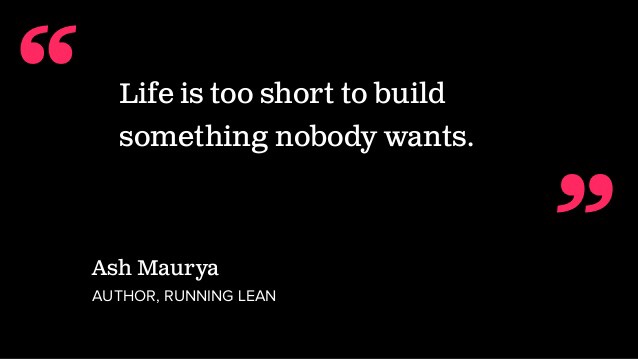 “
Life is too short to build
something nobody wants.
”
Ash Maurya
AUTHOR, RUNNING LEAN